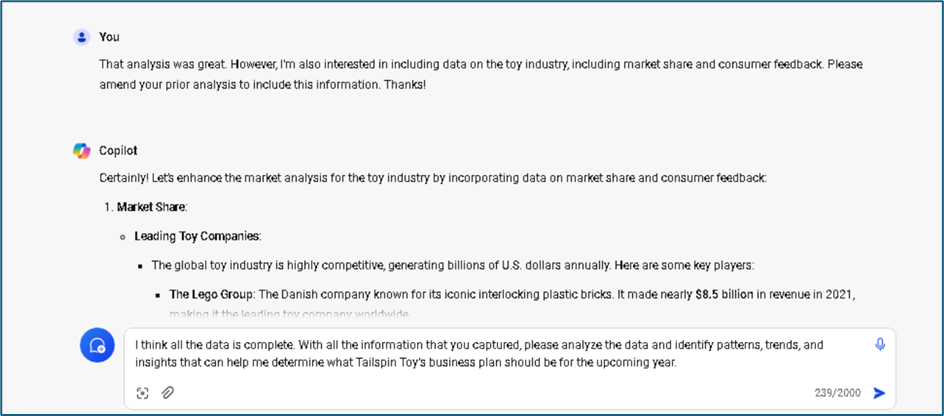 You
That analysis was great. However, I'm also interested in including data on the toy industry, including market share and consumer feedback. Please
amend your prior analysis to include this information. Thanks!
Copilot
Certainly! Let's enhance the market analysis for the toy industry by incorporating data on market share and consumer feedback:
1. Market Share:
Leading Toy Companies:
The global toy industry is highly competitive, generating billions of U.S. dollars annually. Here are some key players:
The Lego Group: The Danish company known for its iconic interlocking plastic bricks. It made nearly $8.5 billion in revenue in 2021,
making it the leading toy company worldwide.
I think all the data is complete. With all the information that you captured, please analyze the data and identify patterns, trends, and
insights that can help me determine what Tailspin Toy's business plan should be for the upcoming year.
239/2000